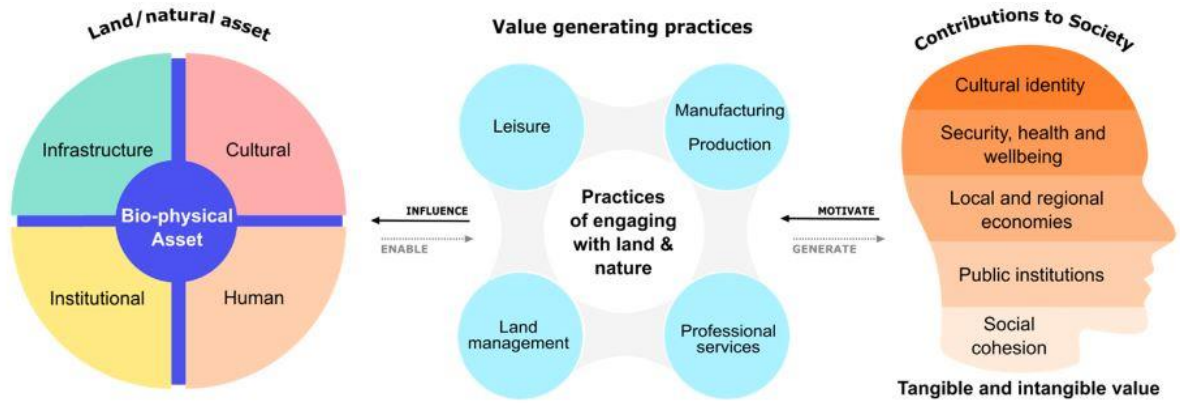 Land/natural asset
Infrastructure
Cultural
Bio-physical
Asset
Institutional
Human
INFLUENCE
ENABLE
Value generating practices
Leisure
Manufacturing
Production
Practices
of engaging
with land &
nature
Land
management
Professional
services
MOTIVATE
GENERATE
Contributions to Society
Cultural identity
Security, health and
wellbeing
Local and regional
economies
Public institutions
Social
cohesion
Tangible and intangible value